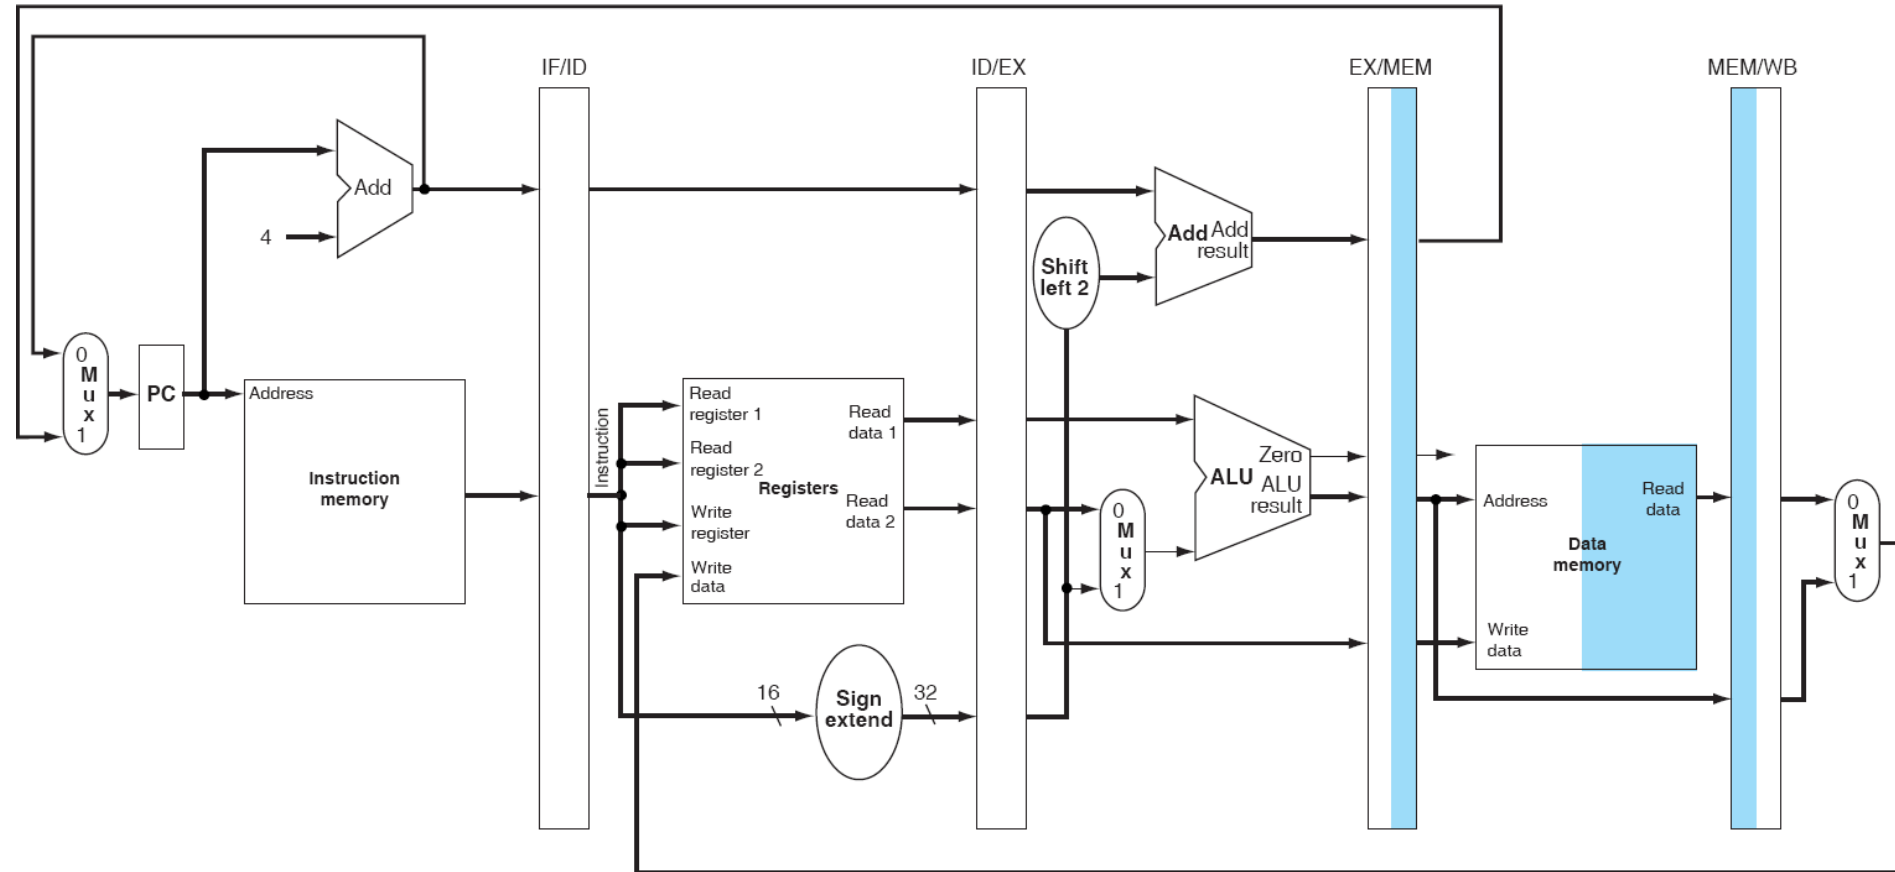 IF/ID
ID/EX
EX/MEM
MEM/WB
Add
4
Add Add
result
Shift
left 2
0
M
u
x
1
PC
Address
Instruction
memory
Instruction
Read
register 1
Read
register 2
Write
register
Write
data
Registers
Read
data 1
Read
data 2
16
Sign
extend
32
0
M
u
x
1
Zero
ALU
ALU
result
Address
Read
data
Data
memory
Write
data
0
M
u
x
1